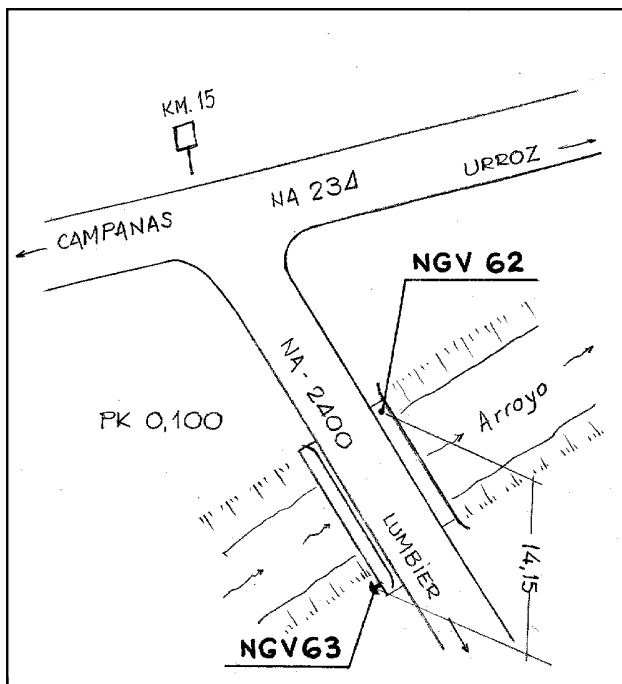 KM. 15
NA 234
URROZ
CAMPANAS
NGV 62
NA - 2400
Arroyo
PK 0,100
LUMBIER
14,15
NGV63